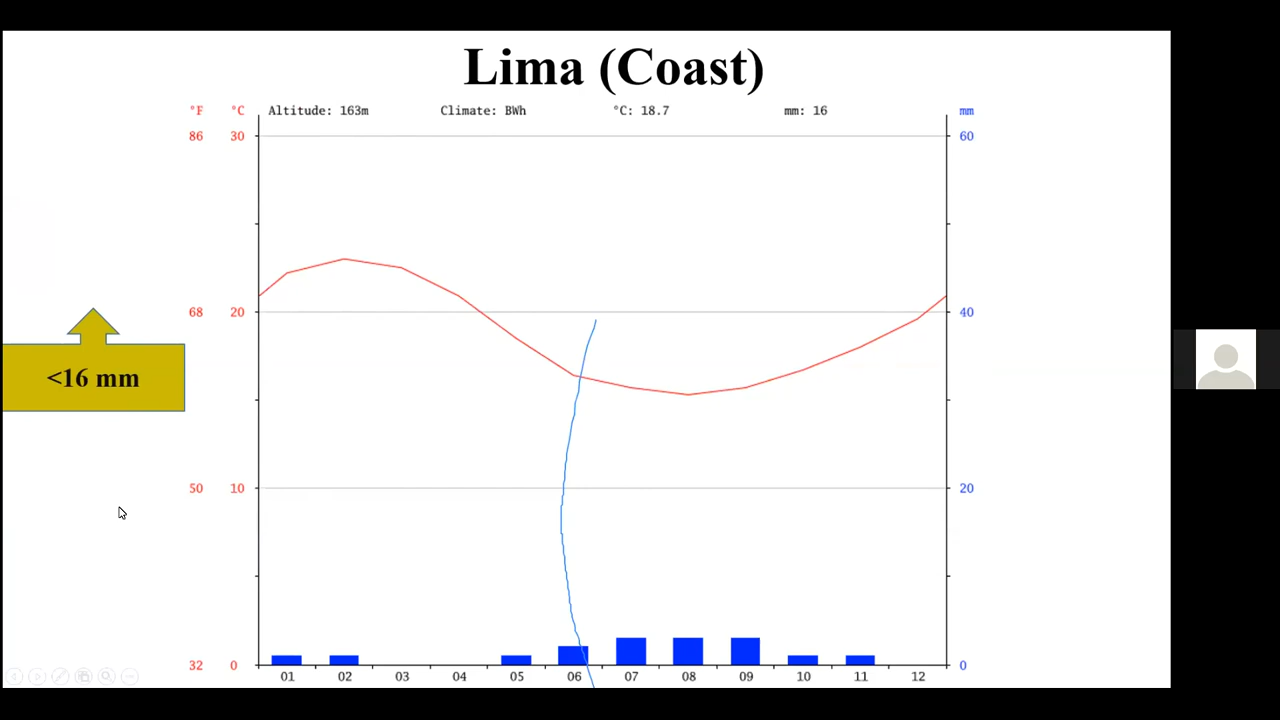 Lima (Coast)
°F °C Altitude: 163m Climate: BWh °C: 18.7 mm: 16 mm
86 30 60
68 20 40
<16 mm
50 10 20
32 0 0
01 02 03 04 05 06 07 08 09 10 11 12